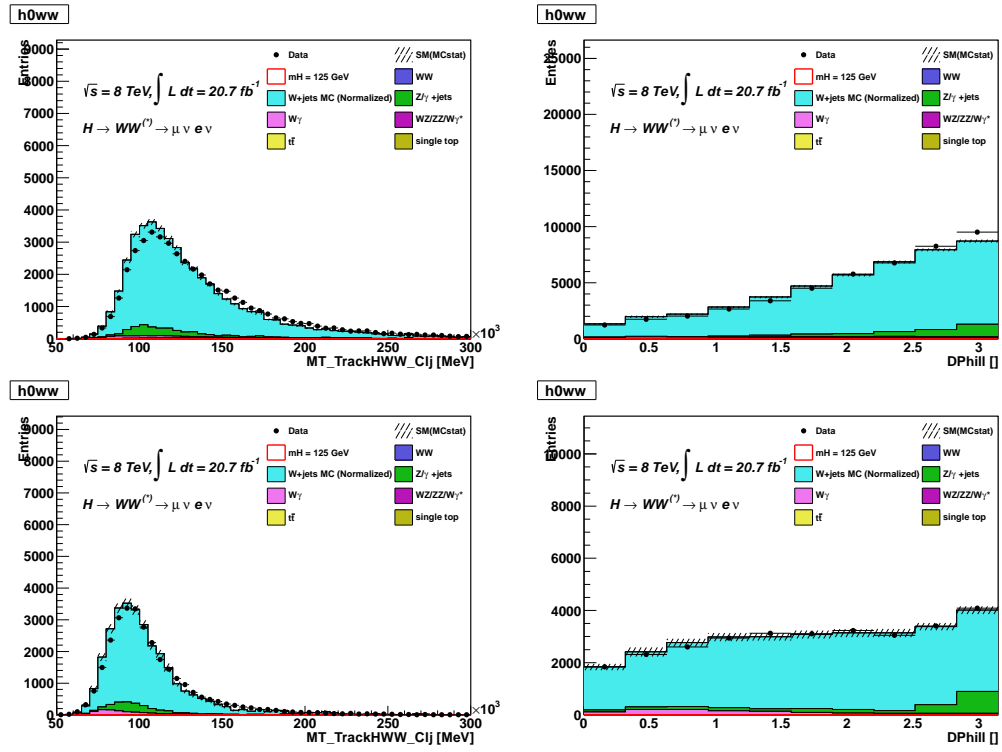 h0ww
Entries
9000
8000
7000
6000
5000
4000
3000
2000
1000
0
√s = 8 TeV, ∫ L dt = 20.7 fb⁻¹
H → WW⁽*⁾ → μ ν e ν
Data
mH = 125 GeV
W+jets MC (Normalized)
Wγ
tt̄
SM(MCstat)
WW
Z/γ +jets
WZ/ZZ/Wγ*
single top
50 100 150 200 250 300
×10³
MT_TrackHWW_Clj [MeV]
h0ww
Entries
25000
20000
15000
10000
5000
0
√s = 8 TeV, ∫ L dt = 20.7 fb⁻¹
H → WW⁽*⁾ → μ ν e ν
Data
mH = 125 GeV
W+jets MC (Normalized)
Wγ
tt̄
SM(MCstat)
WW
Z/γ +jets
WZ/ZZ/Wγ*
single top
0 0.5 1 1.5 2 2.5 3
DPhill []
h0ww
Entries
9000
8000
7000
6000
5000
4000
3000
2000
1000
0
√s = 8 TeV, ∫ L dt = 20.7 fb⁻¹
H → WW⁽*⁾ → μ ν e ν
Data
mH = 125 GeV
W+jets MC (Normalized)
Wγ
tt̄
SM(MCstat)
WW
Z/γ +jets
WZ/ZZ/Wγ*
single top
50 100 150 200 250 300
×10³
MT_TrackHWW_Clj [MeV]
h0ww
Entries
10000
8000
6000
4000
2000
0
√s = 8 TeV, ∫ L dt = 20.7 fb⁻¹
H → WW⁽*⁾ → μ ν e ν
Data
mH = 125 GeV
W+jets MC (Normalized)
Wγ
tt̄
SM(MCstat)
WW
Z/γ +jets
WZ/ZZ/Wγ*
single top
0 0.5 1 1.5 2 2.5 3
DPhill []